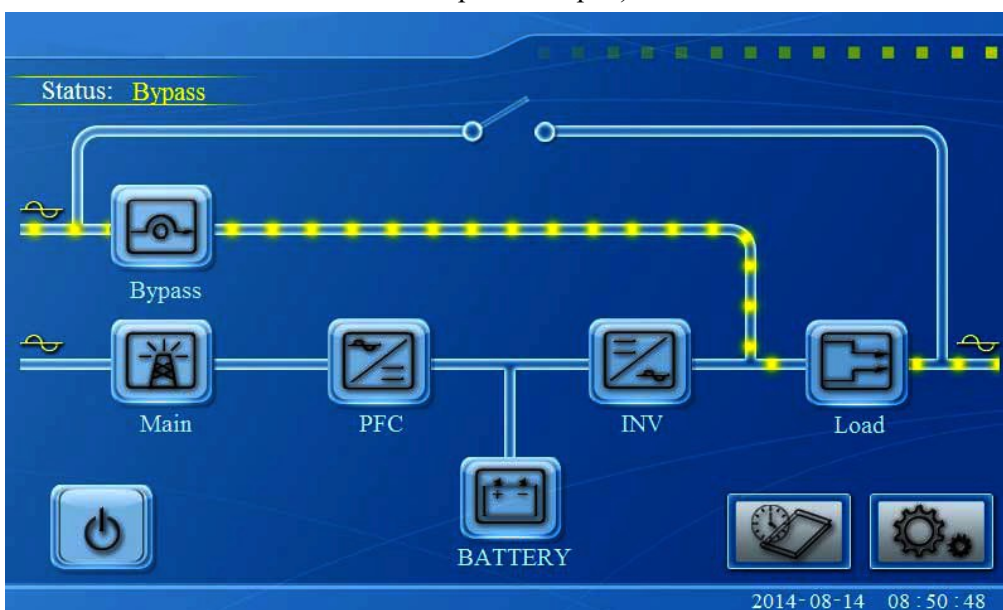 Status: Bypass
Bypass
Main
PFC
INV
Load
BATTERY
2014-08-14 08:50:48